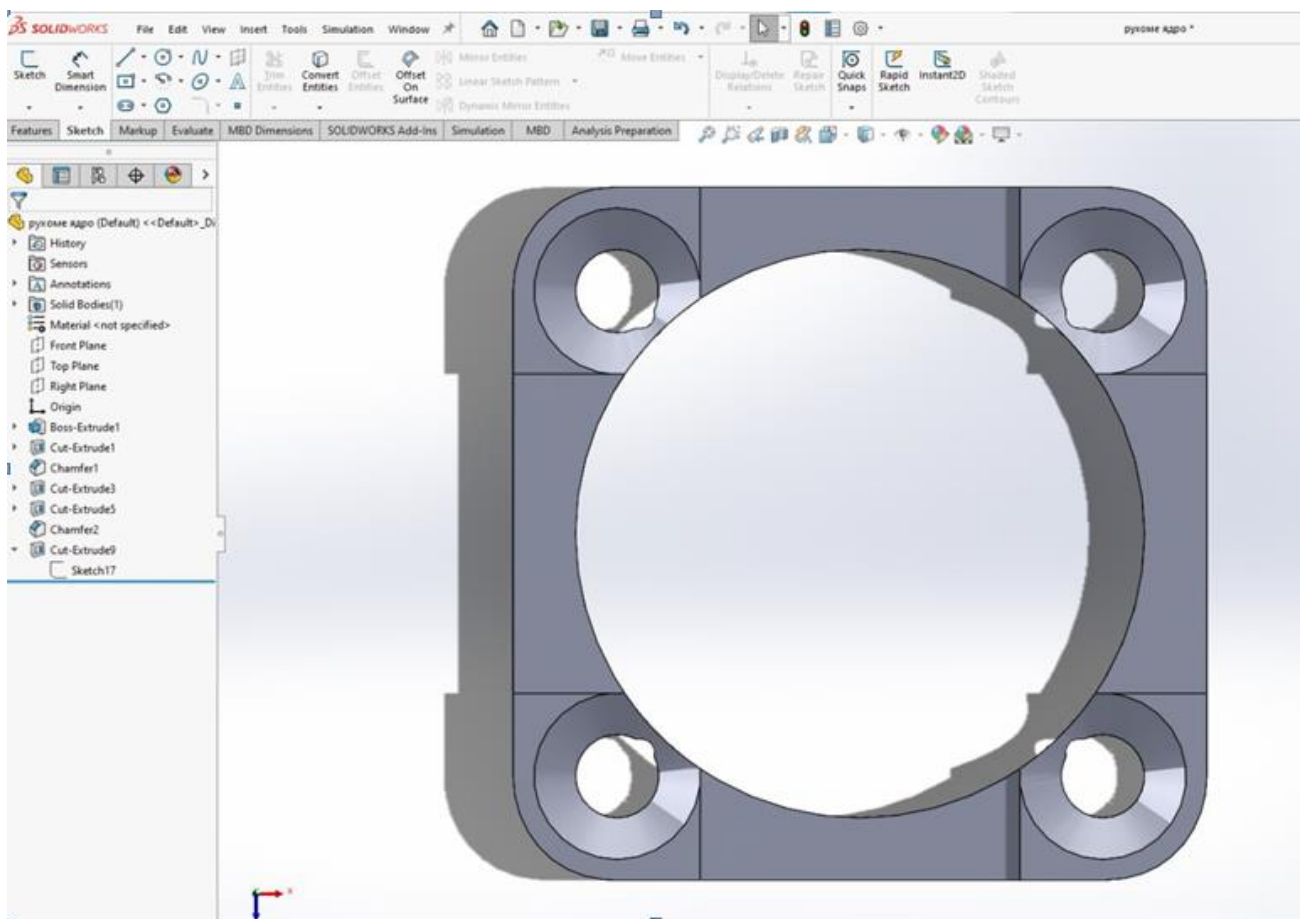 SOLIDWORKS File Edit View Insert Tools Simulation Window рухоме ядро *
Sketch Smart Dimension Trim Entities Convert Entities Offset Entities Offset On Surface Mirror Entities Move Entities Display/Delete Relations Repair Sketch Quick Snaps Rapid Sketch Instant2D Shaded Sketch Contours
Linear Sketch Pattern
Dynamic Mirror Entities
Features Sketch Markup Evaluate MBD Dimensions SOLIDWORKS Add-Ins Simulation MBD Analysis Preparation
рухоме ядро (Default) <<Default>_Di
History
Sensors
Annotations
Solid Bodies(1)
Material <not specified>
Front Plane
Top Plane
Right Plane
Origin
Boss-Extrude1
Cut-Extrude1
Chamfer1
Cut-Extrude3
Cut-Extrude5
Chamfer2
Cut-Extrude9
Sketch17